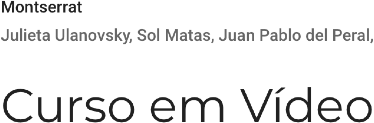 Montserrat
Julieta Ulanovsky, Sol Matas, Juan Pablo del Peral,
Curso em Vídeo